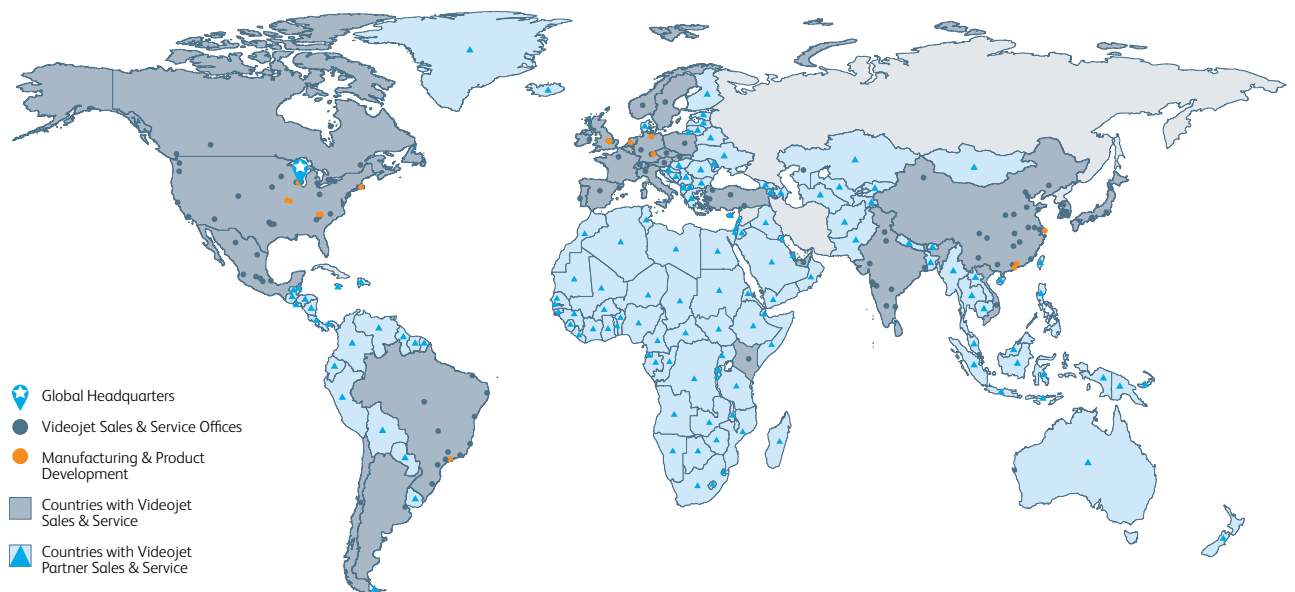 Global Headquarters
Videojet Sales & Service Offices
Manufacturing & Product
Development
Countries with Videojet
Sales & Service
Countries with Videojet
Partner Sales & Service